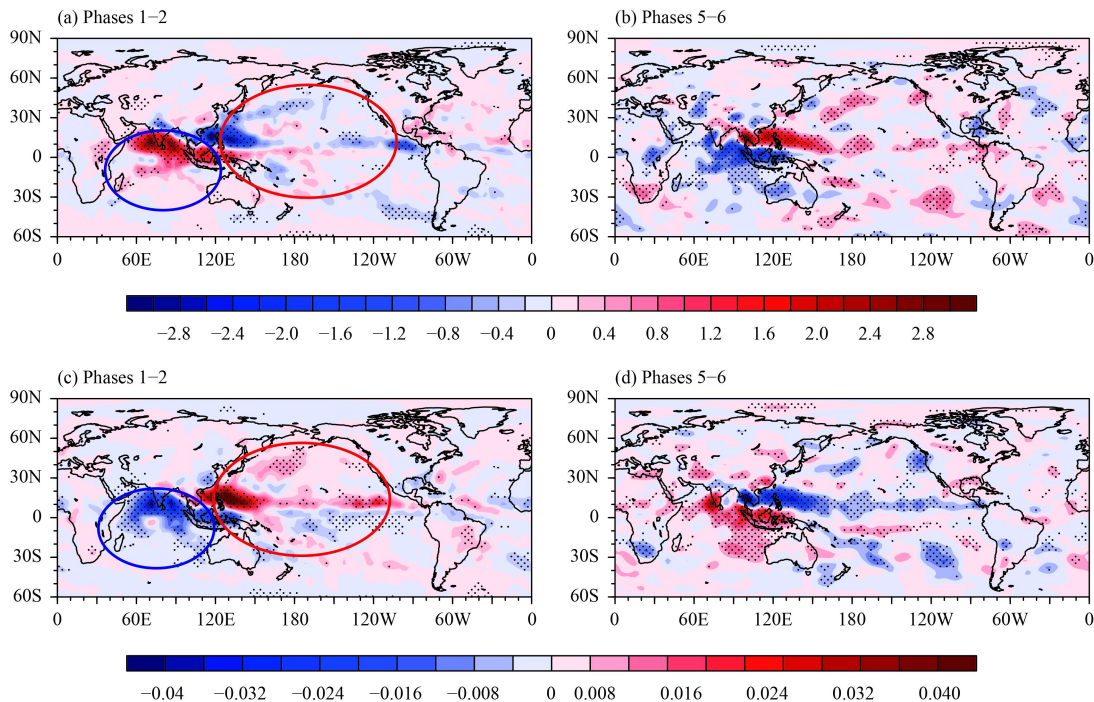 (a) Phases 1−2
(b) Phases 5−6
90N
60N
30N
0
30S
60S
0 60E 120E 180 120W 60W 0
90N
60N
30N
0
30S
60S
0 60E 120E 180 120W 60W 0
−2.8 −2.4 −2.0 −1.6 −1.2 −0.8 −0.4 0 0.4 0.8 1.2 1.6 2.0 2.4 2.8
(c) Phases 1−2
(d) Phases 5−6
90N
60N
30N
0
30S
60S
0 60E 120E 180 120W 60W 0
90N
60N
30N
0
30S
60S
0 60E 120E 180 120W 60W 0
−0.04 −0.032 −0.024 −0.016 −0.008 0 0.008 0.016 0.024 0.032 0.040